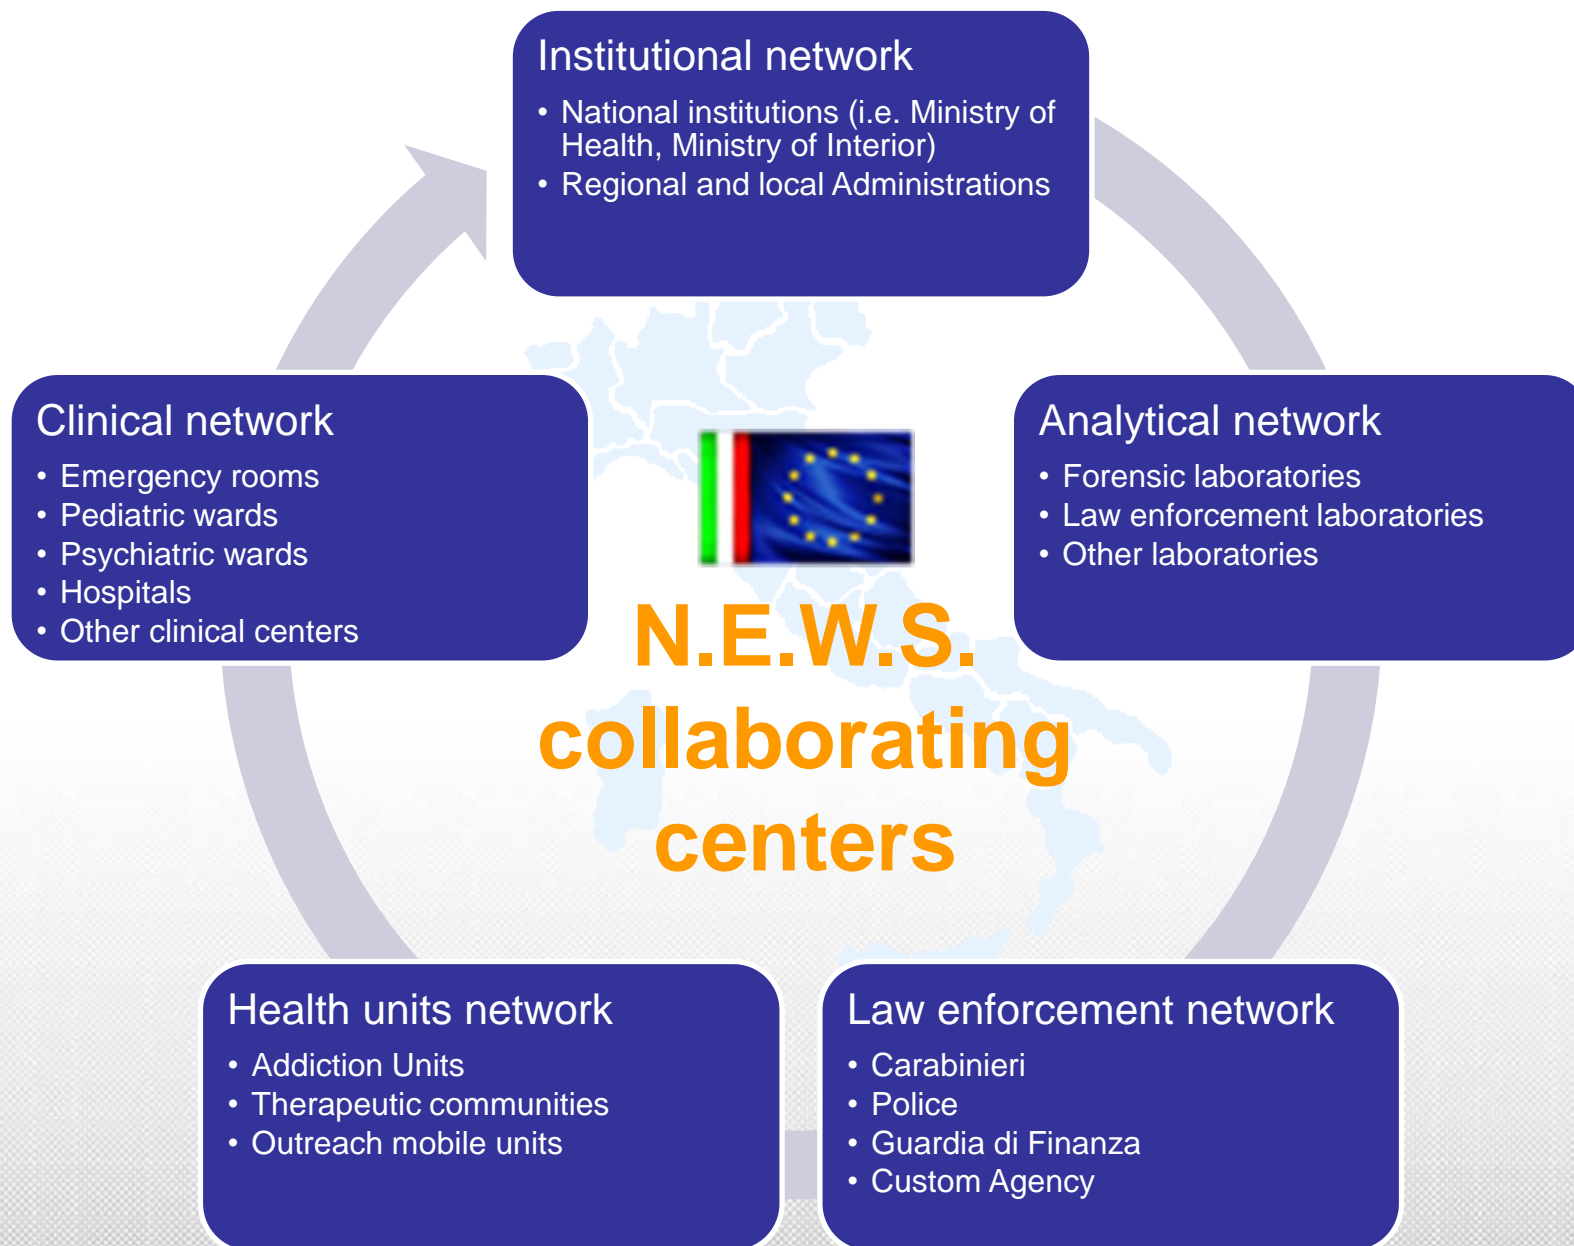 Institutional network
• National institutions (i.e. Ministry of
Health, Ministry of Interior)
• Regional and local Administrations
Clinical network
• Emergency rooms
• Pediatric wards
• Psychiatric wards
• Hospitals
• Other clinical centers
Analytical network
• Forensic laboratories
• Law enforcement laboratories
• Other laboratories
N.E.W.S.
collaborating
centers
Health units network
• Addiction Units
• Therapeutic communities
• Outreach mobile units
Law enforcement network
• Carabinieri
• Police
• Guardia di Finanza
• Custom Agency